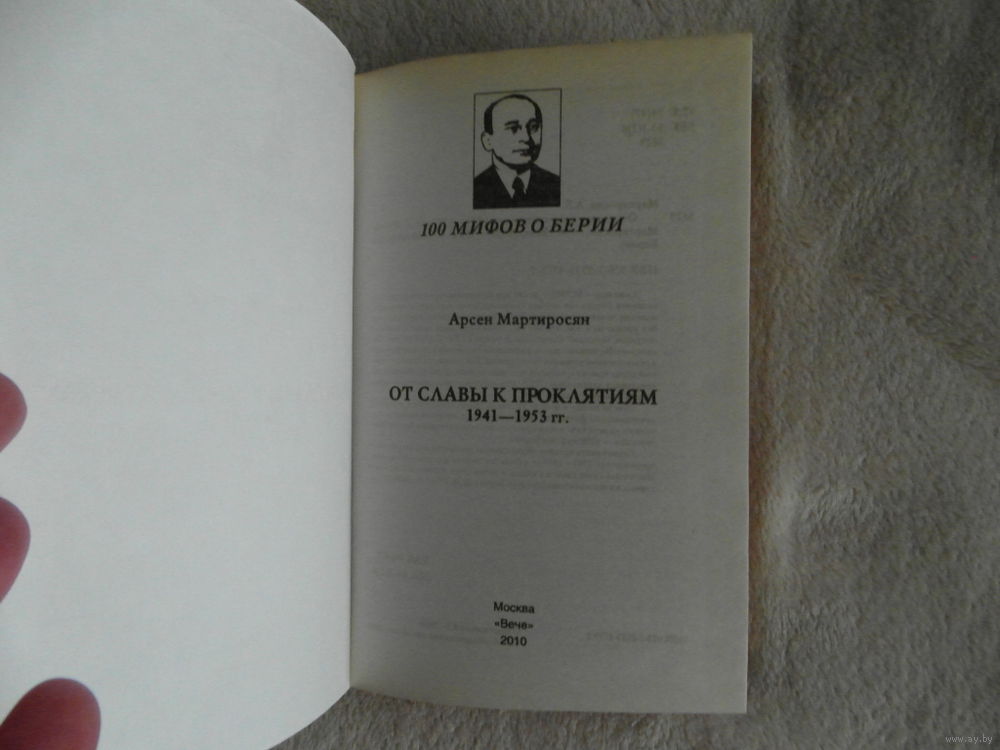 100 МИФОВ О БЕРИИ
Арсен Мартиросян
ОТ СЛАВЫ К ПРОКЛЯТИЯМ
1941—1953 гг.
Москва
«Вече»
2010
www.ay.by